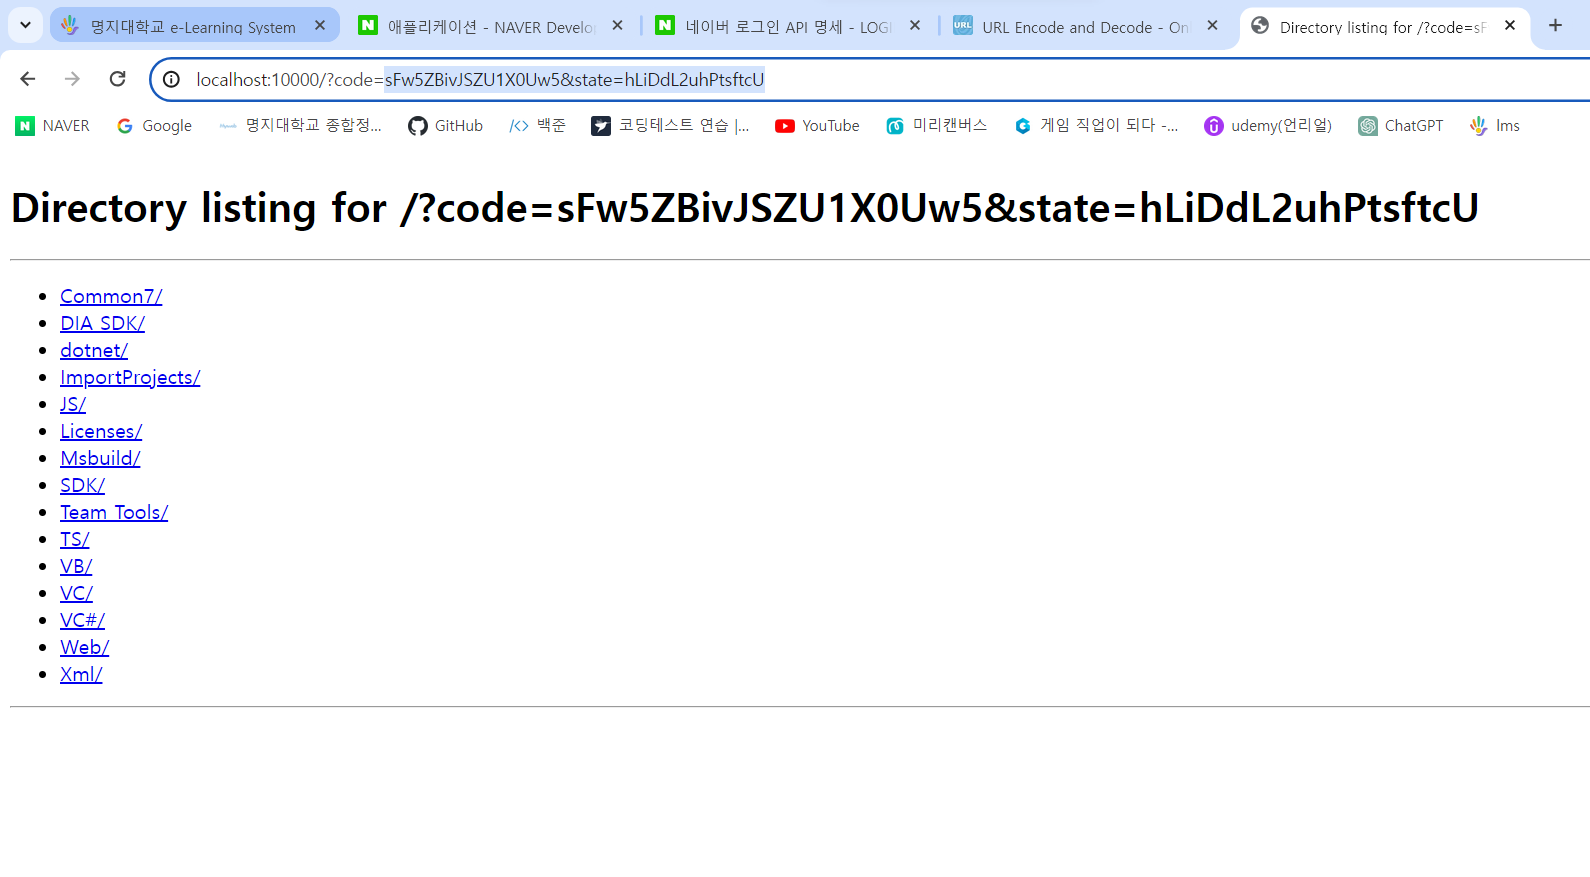 명지대학교 e-Learning System
애플리케이션 - NAVER Develo
네이버 로그인 API 명세 - LOGI
URL Encode and Decode - Onl
Directory listing for /?code=sF
localhost:10000/?code=sFw5ZBivJSZU1X0Uw5&state=hLiDdL2uhPtsftcU
NAVER
Google
명지대학교 종합정...
GitHub
백준
코딩테스트 연습 |...
YouTube
미리캔버스
게임 직업이 되다 -...
udemy(언리얼)
ChatGPT
lms
Directory listing for /?code=sFw5ZBivJSZU1X0Uw5&state=hLiDdL2uhPtsftcU
Common7/
DIA SDK/
dotnet/
ImportProjects/
JS/
Licenses/
Msbuild/
SDK/
Team Tools/
TS/
VB/
VC/
VC#/
Web/
Xml/